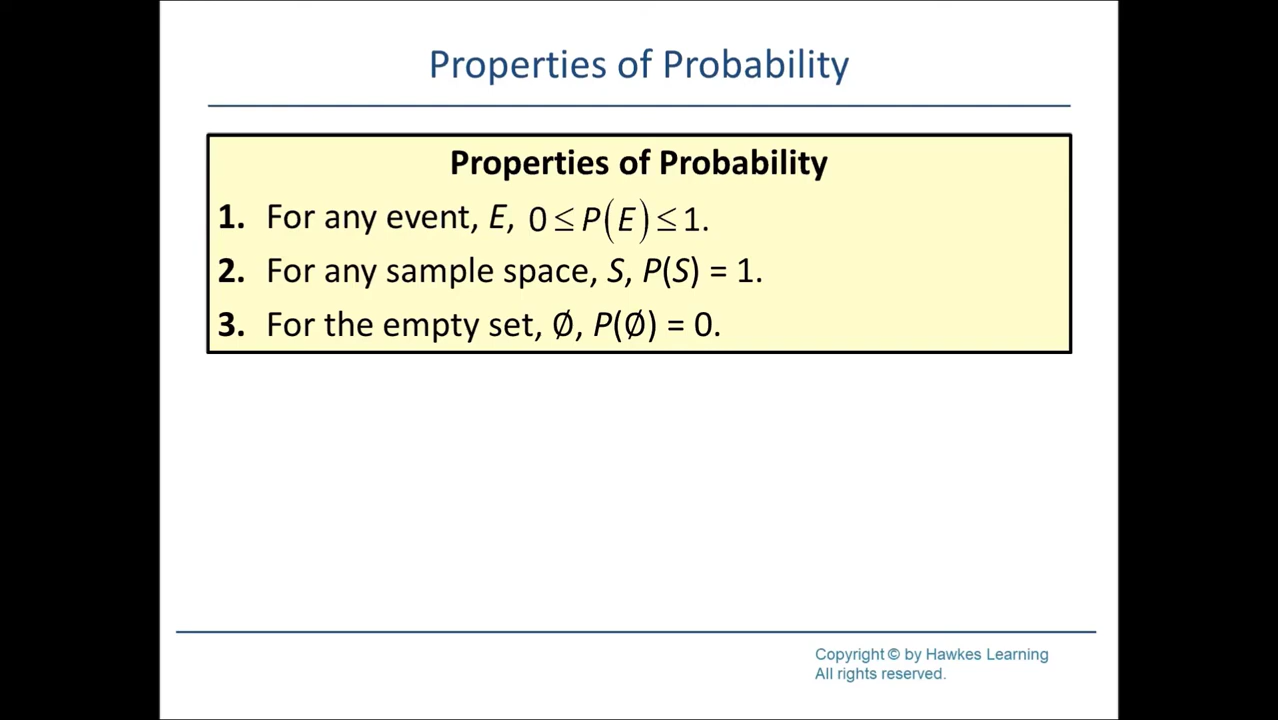 Properties of Probability
Properties of Probability
1. For any event, E, 0 ≤ P(E) ≤ 1.
2. For any sample space, S, P(S) = 1.
3. For the empty set, Ø, P(Ø) = 0.
Copyright © by Hawkes Learning
All rights reserved.